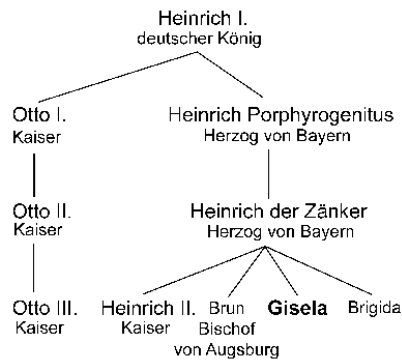 Heinrich I.
deutscher König
Otto I.
Kaiser
Heinrich Porphyrogenitus
Herzog von Bayern
Otto II.
Kaiser
Heinrich der Zänker
Herzog von Bayern
Otto III.
Kaiser
Heinrich II.
Kaiser
Brun
Bischof
von Augsburg
Gisela
Brigida